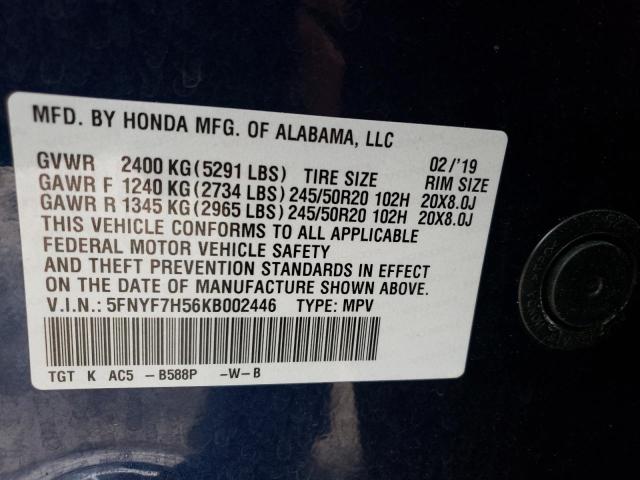 MFD. BY HONDA MFG. OF ALABAMA, LLC
GVWR 2400 KG(5291 LBS) TIRE SIZE 02/'19 RIM SIZE
GAWR F 1240 KG(2734 LBS) 245/50R20 102H 20X8.0J
GAWR R 1345 KG(2965 LBS) 245/50R20 102H 20X8.0J
THIS VEHICLE CONFORMS TO ALL APPLICABLE
FEDERAL MOTOR VEHICLE SAFETY
AND THEFT PREVENTION STANDARDS IN EFFECT
ON THE DATE OF MANUFACTURE SHOWN ABOVE.
V.I.N.: 5FNYF7H56KB002446 TYPE: MPV
TGT K AC5 -B588P -W-B